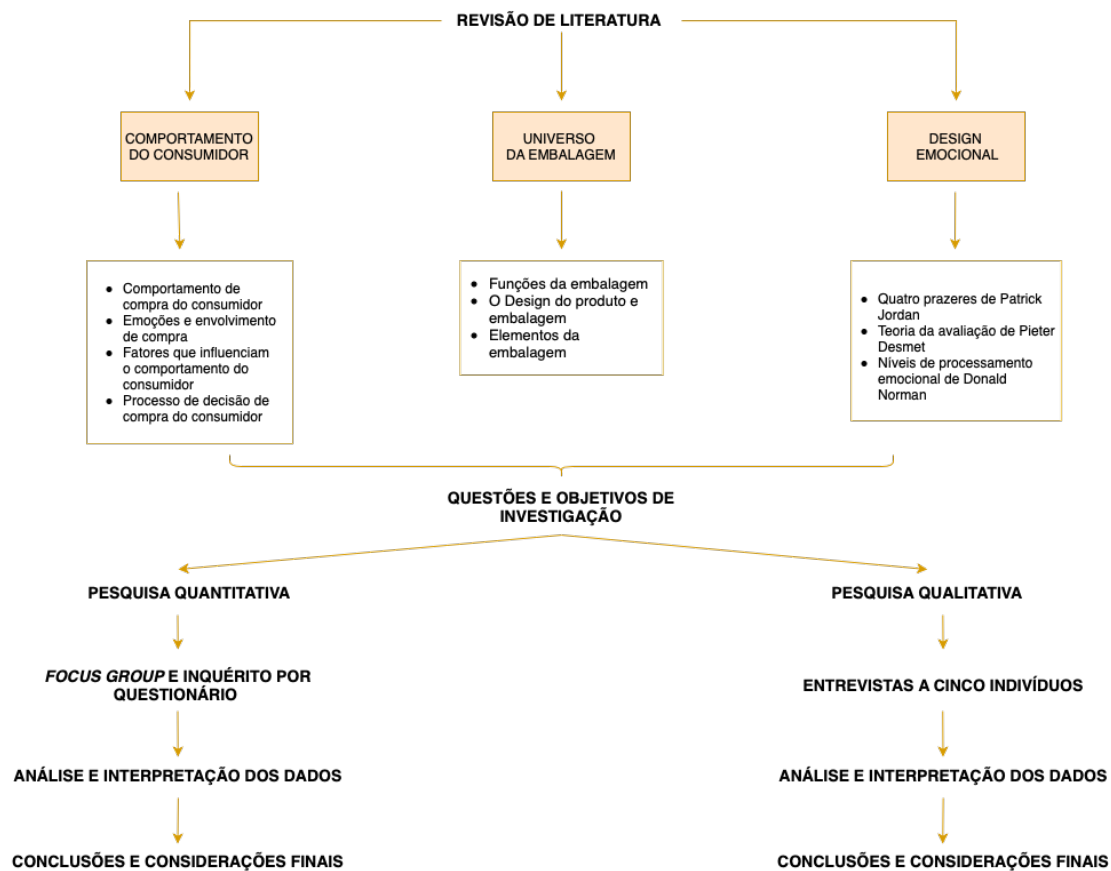 REVISÃO DE LITERATURA
COMPORTAMENTO
DO CONSUMIDOR
UNIVERSO
DA EMBALAGEM
DESIGN
EMOCIONAL
● Comportamento de
compra do consumidor
● Emoções e envolvimento
de compra
● Fatores que influenciam
o comportamento do
consumidor
● Processo de decisão de
compra do consumidor
● Funções da embalagem
● O Design do produto e
embalagem
● Elementos da
embalagem
● Quatro prazeres de Patrick
Jordan
● Teoria da avaliação de Pieter
Desmet
● Níveis de processamento
emocional de Donald
Norman
QUESTÕES E OBJETIVOS DE
INVESTIGAÇÃO
PESQUISA QUANTITATIVA
PESQUISA QUALITATIVA
FOCUS GROUP E INQUÉRITO POR
QUESTIONÁRIO
ENTREVISTAS A CINCO INDIVÍDUOS
ANÁLISE E INTERPRETAÇÃO DOS DADOS
ANÁLISE E INTERPRETAÇÃO DOS DADOS
CONCLUSÕES E CONSIDERAÇÕES FINAIS
CONCLUSÕES E CONSIDERAÇÕES FINAIS